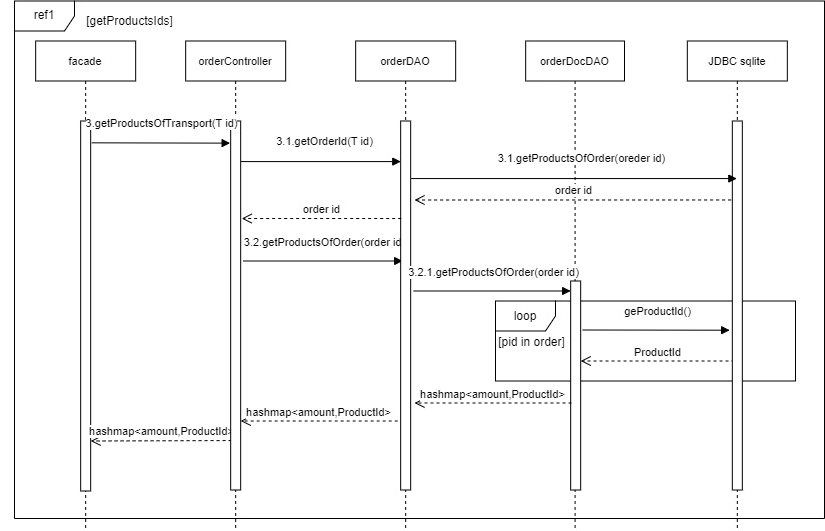 ref1
[getProductsIds]
facade
orderController
orderDAO
orderDocDAO
JDBC sqlite
3.getProductsOfTransport(T id)
3.1.getOrderId(T id)
3.1.getProductsOfOrder(oreder id)
order id
order id
3.2.getProductsOfOrder(order id
3.2.1.getProductsOfOrder(order id)
loop
geProductId()
[pid in order]
ProductId
hashmap<amount,ProductId>
hashmap<amount,ProductId>
hashmap<amount,ProductId>